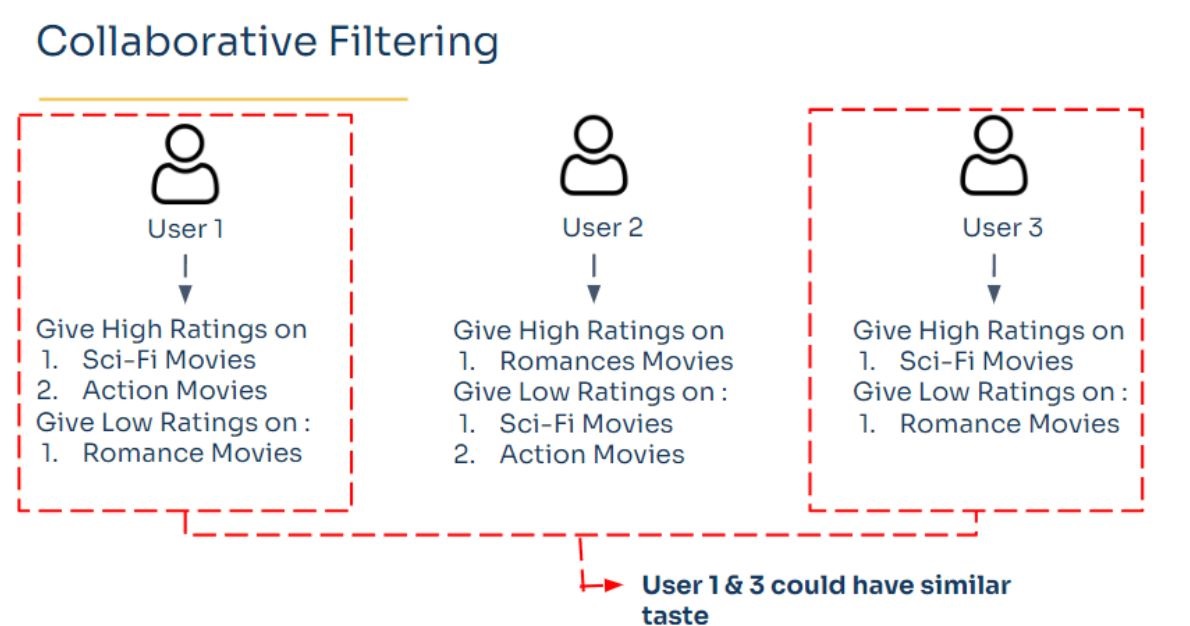 Collaborative Filtering
User 1
Give High Ratings on
1. Sci-Fi Movies
2. Action Movies
Give Low Ratings on :
1. Romance Movies
User 2
Give High Ratings on
1. Romances Movies
Give Low Ratings on :
1. Sci-Fi Movies
2. Action Movies
User 3
Give High Ratings on
1. Sci-Fi Movies
Give Low Ratings on :
1. Romance Movies
User 1 & 3 could have similar
taste